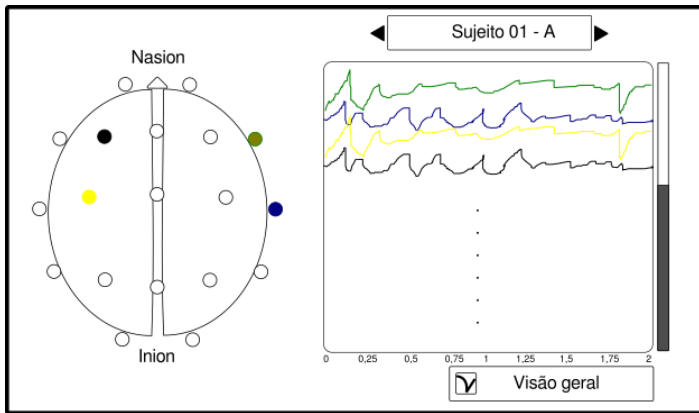 Sujeito 01 - A
Nasion
Inion
0 0,25 0,5 0,75 1 1,25 1,5 1,75 2
Visão geral